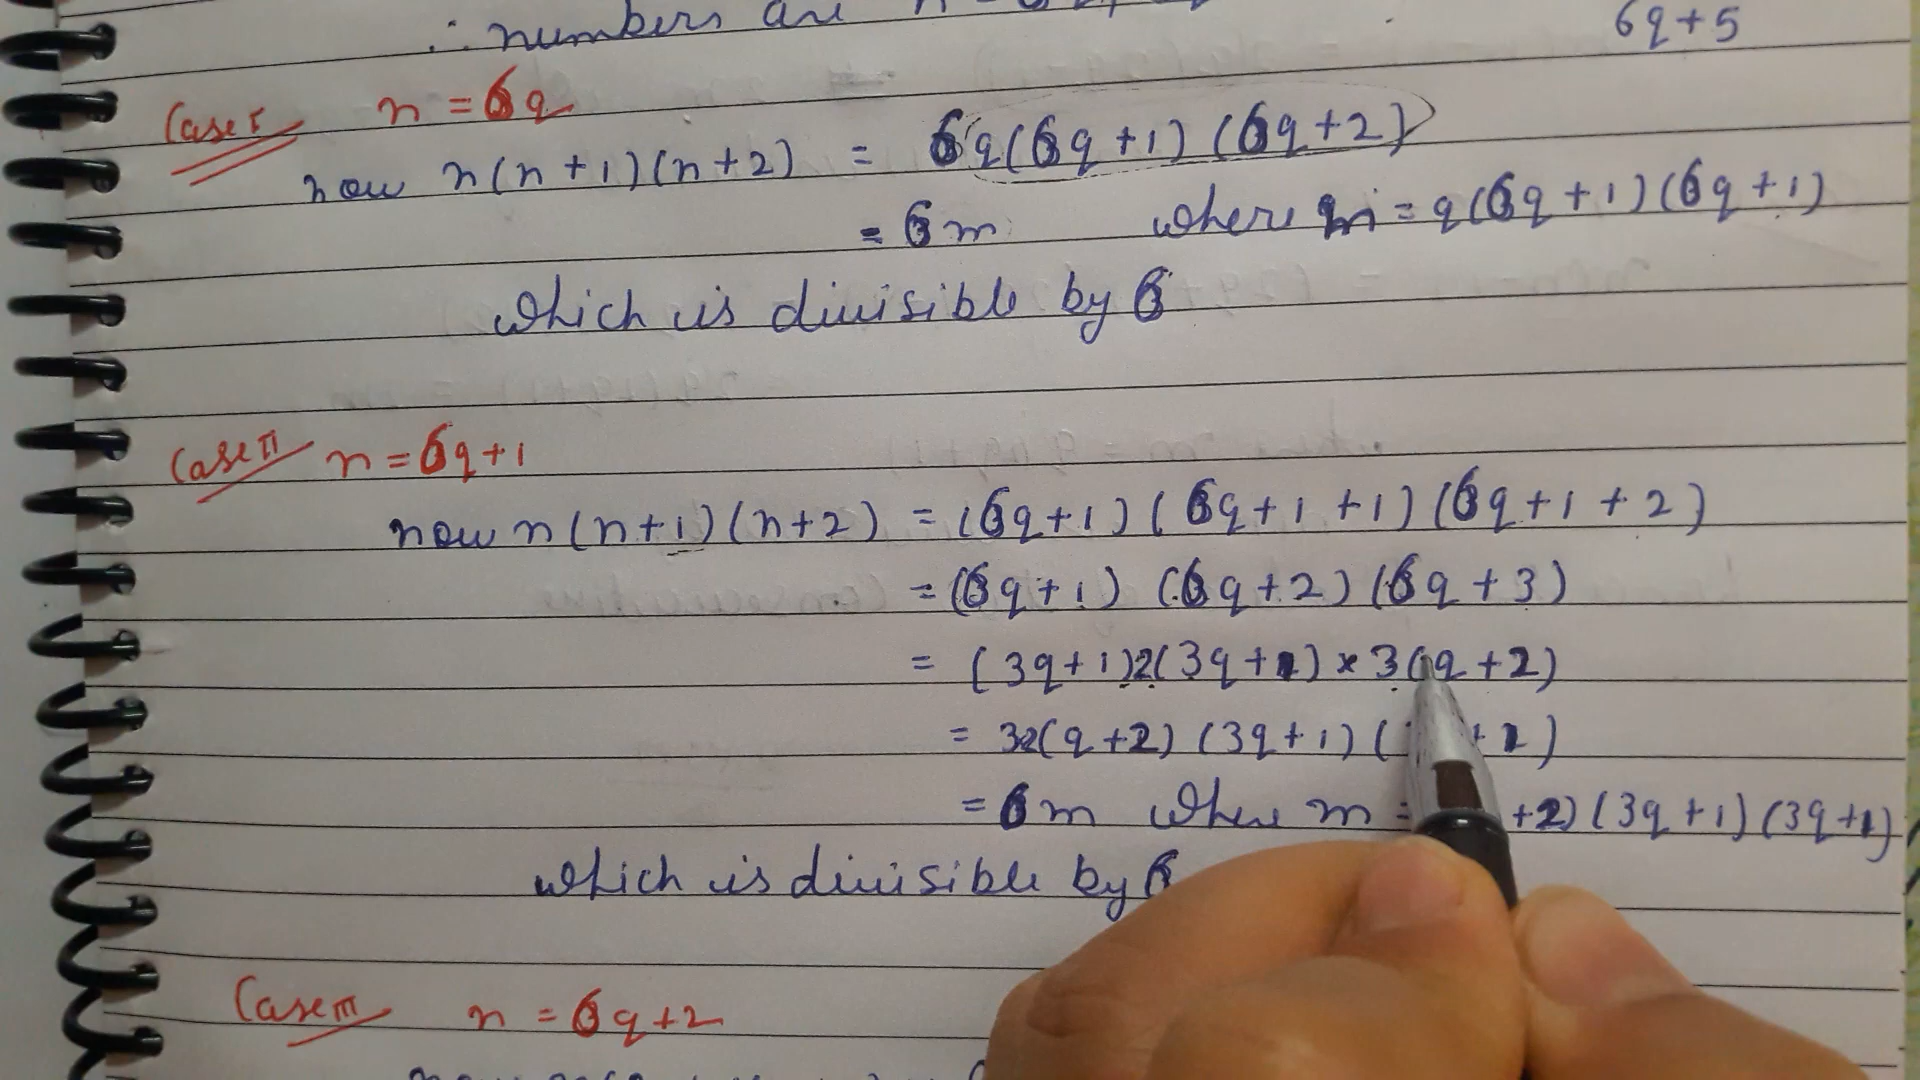 ∴ numbers are
6q+5
Case I n = 6q
now n(n+1)(n+2) = 6q(6q+1)(6q+2)
= 6m where m = q(6q+1)(6q+1)
which is divisible by 6
Case II n = 6q+1
now n(n+1)(n+2) = (6q+1)(6q+1+1)(6q+1+2)
= (6q+1)(6q+2)(6q+3)
= (3q+1)2(3q+1)×3(q+2)
= 32(q+2)(3q+1)( +1)
= 6m where m = +2)(3q+1)(3q+1)
which is divisible by 6
Case III n = 6q+2